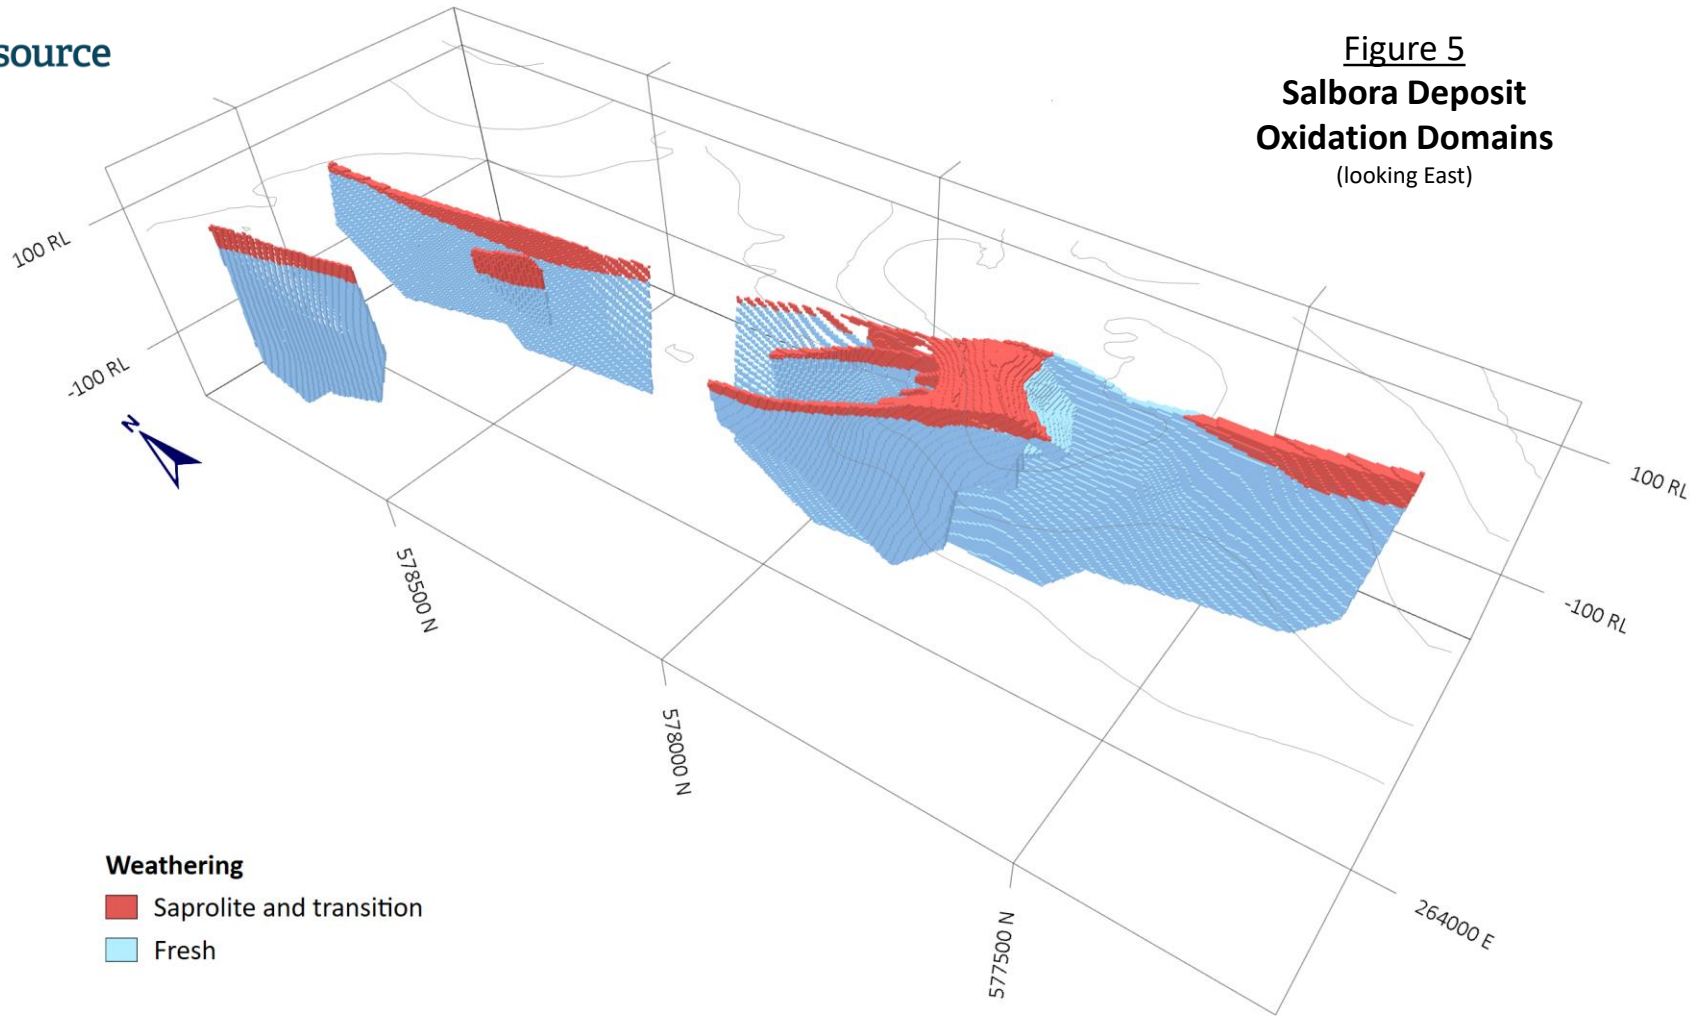 source
Figure 5
Salbora Deposit
Oxidation Domains
(looking East)
100 RL
-100 RL
N
100 RL
-100 RL
578500 N
578000 N
577500 N
264000 E
Weathering
Saprolite and transition
Fresh